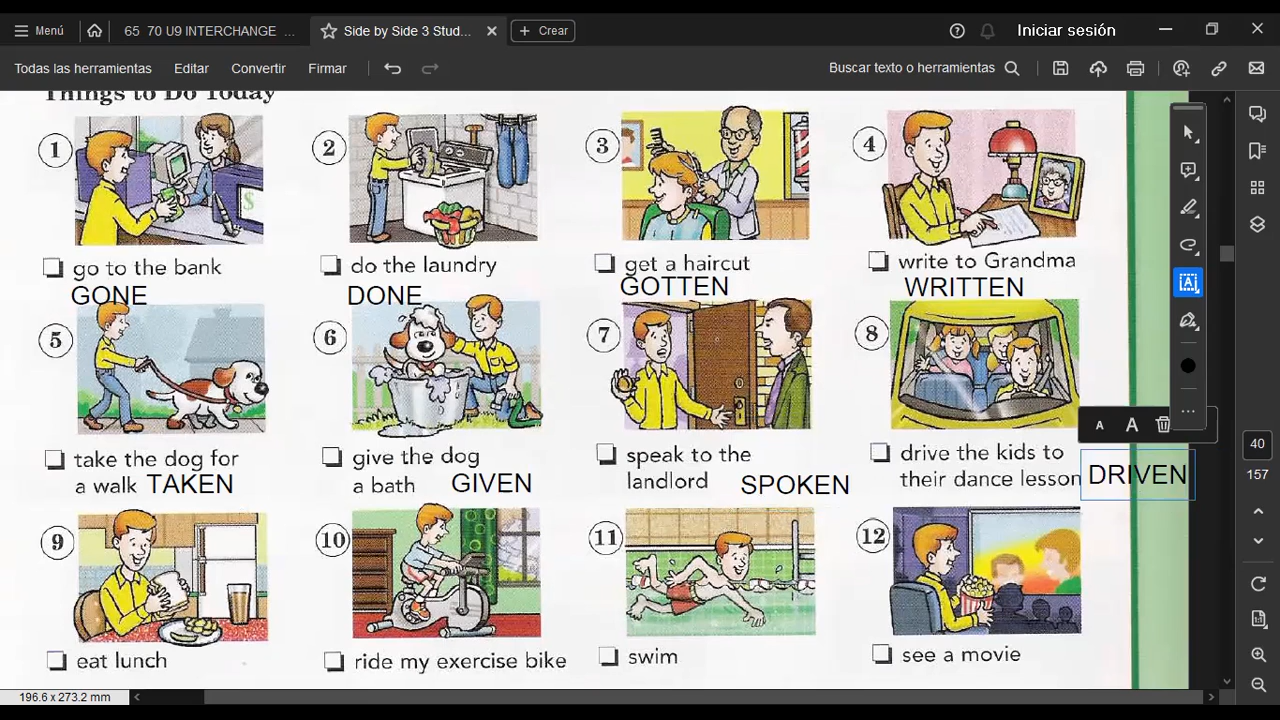 Menú
65 70 U9 INTERCHANGE ...
Side by Side 3 Stud...
+ Crear
Iniciar sesión
Todas las herramientas
Editar
Convertir
Firmar
Buscar texto o herramientas
Things to Do Today
1
2
3
4
$
go to the bank
do the laundry
get a haircut
write to Grandma
GONE
DONE
GOTTEN
WRITTEN
5
6
7
8
take the dog for
a walk TAKEN
give the dog
a bath GIVEN
speak to the
landlord SPOKEN
drive the kids to
their dance lesson DRIVEN
A A
40
157
9
10
11
12
eat lunch
ride my exercise bike
swim
see a movie
196.6 x 273.2 mm